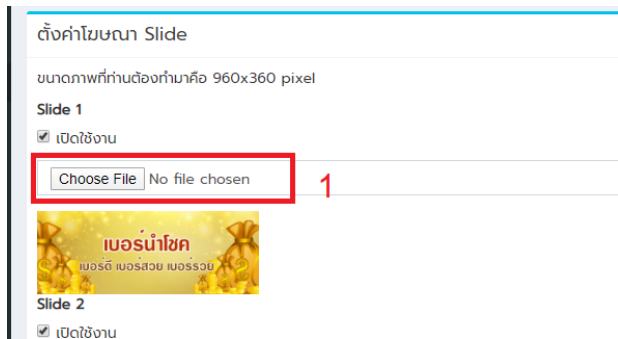 ตั้งค่าโฆษณา Slide
ขนาดภาพที่ท่านต้องทำมาคือ 960x360 pixel
Slide 1
เปิดใช้งาน
Choose File No file chosen
1
เบอร์นำโชค
เบอร์ดี เบอร์สวย เบอร์รวย
Slide 2
เปิดใช้งาน